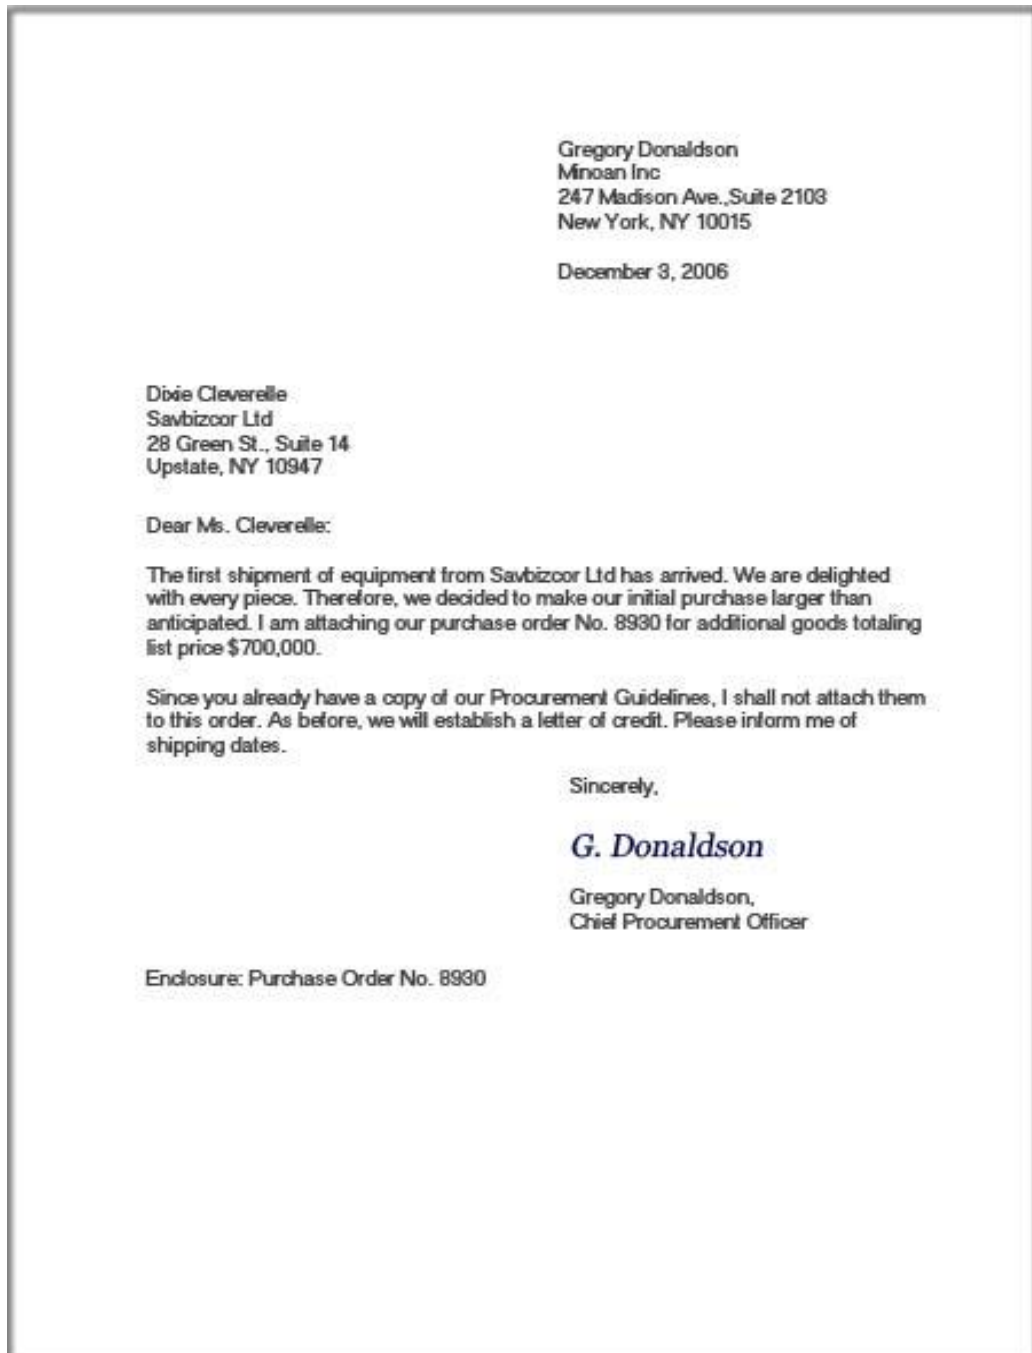 Gregory Donaldson
Minoan Inc
247 Madison Ave.,Suite 2103
New York, NY 10015
December 3, 2006
Dixie Cleverelle
Savbizcor Ltd
28 Green St., Suite 14
Upstate, NY 10947
Dear Ms. Cleverelle:
The first shipment of equipment from Savbizcor Ltd has arrived. We are delighted
with every piece. Therefore, we decided to make our initial purchase larger than
anticipated. I am attaching our purchase order No. 8930 for additional goods totaling
list price $700,000.
Since you already have a copy of our Procurement Guidelines, I shall not attach them
to this order. As before, we will establish a letter of credit. Please inform me of
shipping dates.
Sincerely,
G. Donaldson
Gregory Donaldson,
Chief Procurement Officer
Enclosure: Purchase Order No. 8930